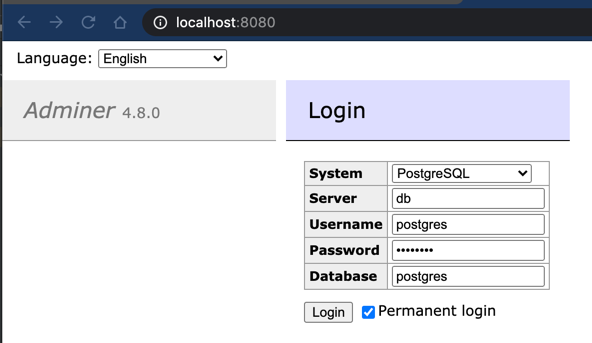 localhost:8080
Language: English
Adminer 4.8.0
Login
System PostgreSQL
Server db
Username postgres
Password ••••••••
Database postgres
Login Permanent login